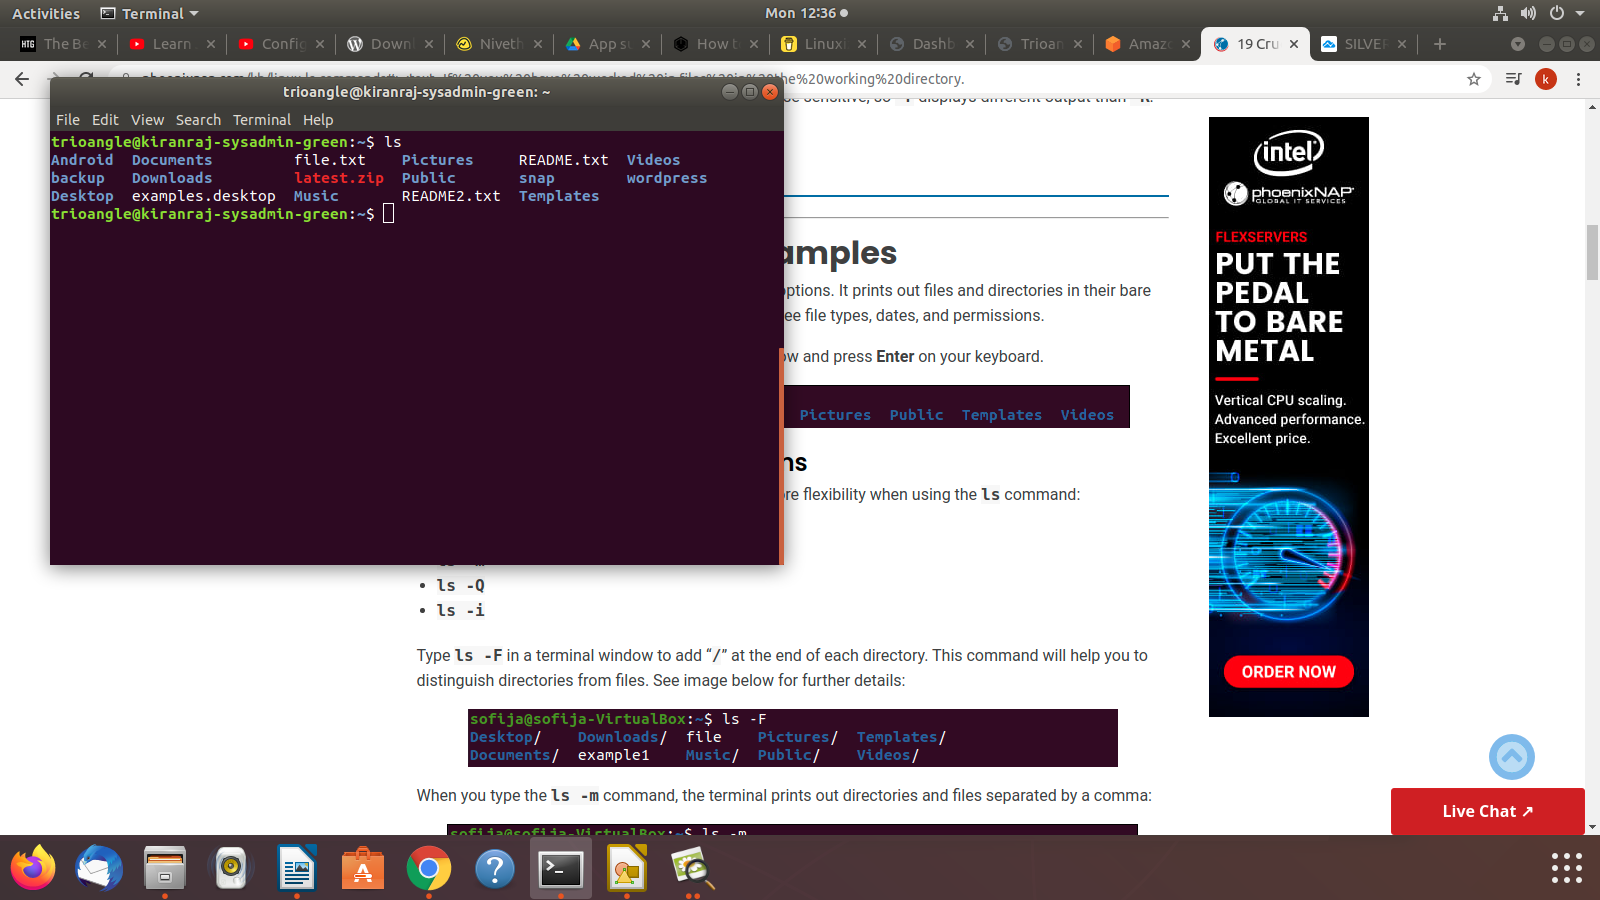 Activities Terminal Mon 12:36
HTG The Be Learn Config Downl Niveth App su How t Linuxi Dashb Trioan Amaz 19 Cru SILVER
he%20working%20directory.
k
trioangle@kiranraj-sysadmin-green: ~
File Edit View Search Terminal Help
trioangle@kiranraj-sysadmin-green:~$ ls
Android Documents file.txt Pictures README.txt Videos
backup Downloads latest.zip Public snap wordpress
Desktop examples.desktop Music README2.txt Templates
trioangle@kiranraj-sysadmin-green:~$
amples
options. It prints out files and directories in their bare
ee file types, dates, and permissions.
ow and press Enter on your keyboard.
Pictures Public Templates Videos
ns
re flexibility when using the ls command:
• ls -Q
• ls -i
Type ls -F in a terminal window to add “/” at the end of each directory. This command will help you to
distinguish directories from files. See image below for further details:
sofija@sofija-VirtualBox:~$ ls -F
Desktop/ Downloads/ file Pictures/ Templates/
Documents/ example1 Music/ Public/ Videos/
When you type the ls -m command, the terminal prints out directories and files separated by a comma:
sofija@sofija-VirtualBox:~$ ls -m
intel
phoenixNAP
GLOBAL IT SERVICES
FLEXSERVERS
PUT THE
PEDAL
TO BARE
METAL
Vertical CPU scaling.
Advanced performance.
Excellent price.
ORDER NOW
Live Chat ↗